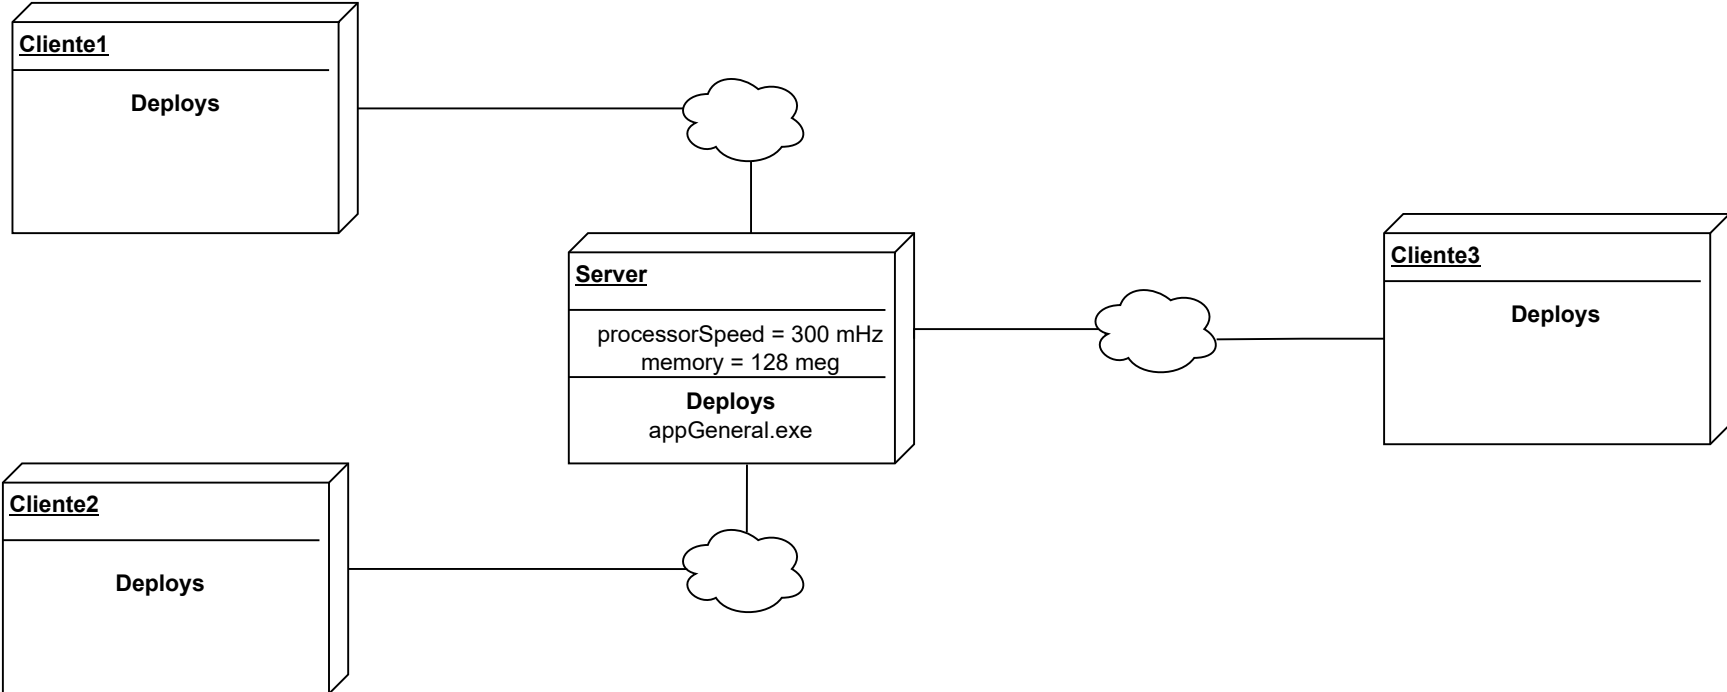 Cliente1
Deploys
Server
processorSpeed = 300 mHz
memory = 128 meg
Deploys
appGeneral.exe
Cliente3
Deploys
Cliente2
Deploys